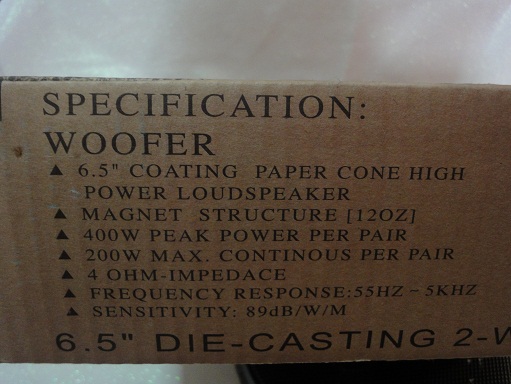 SPECIFICATION:
WOOFER
▲ 6.5" COATING PAPER CONE HIGH
POWER LOUDSPEAKER
▲ MAGNET STRUCTURE [12OZ]
▲ 400W PEAK POWER PER PAIR
▲ 200W MAX. CONTINOUS PER PAIR
▲ 4 OHM-IMPEDACE
▲ FREQUENCY RESPONSE:55HZ - 5KHZ
▲ SENSITIVITY: 89dB/W/M
6.5" DIE-CASTING 2-